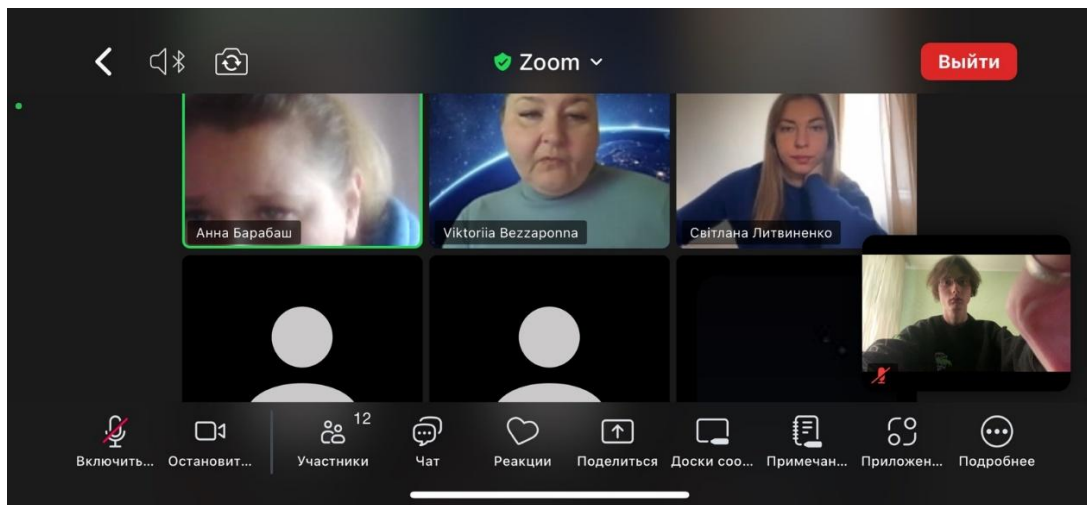 Zoom
Выйти
Анна Барабаш
Viktoriia Bezzaponna
Світлана Литвиненко
12
Включить...
Остановит...
Участники
Чат
Реакции
Поделиться
Доски соо...
Примечан...
Приложен...
Подробнее